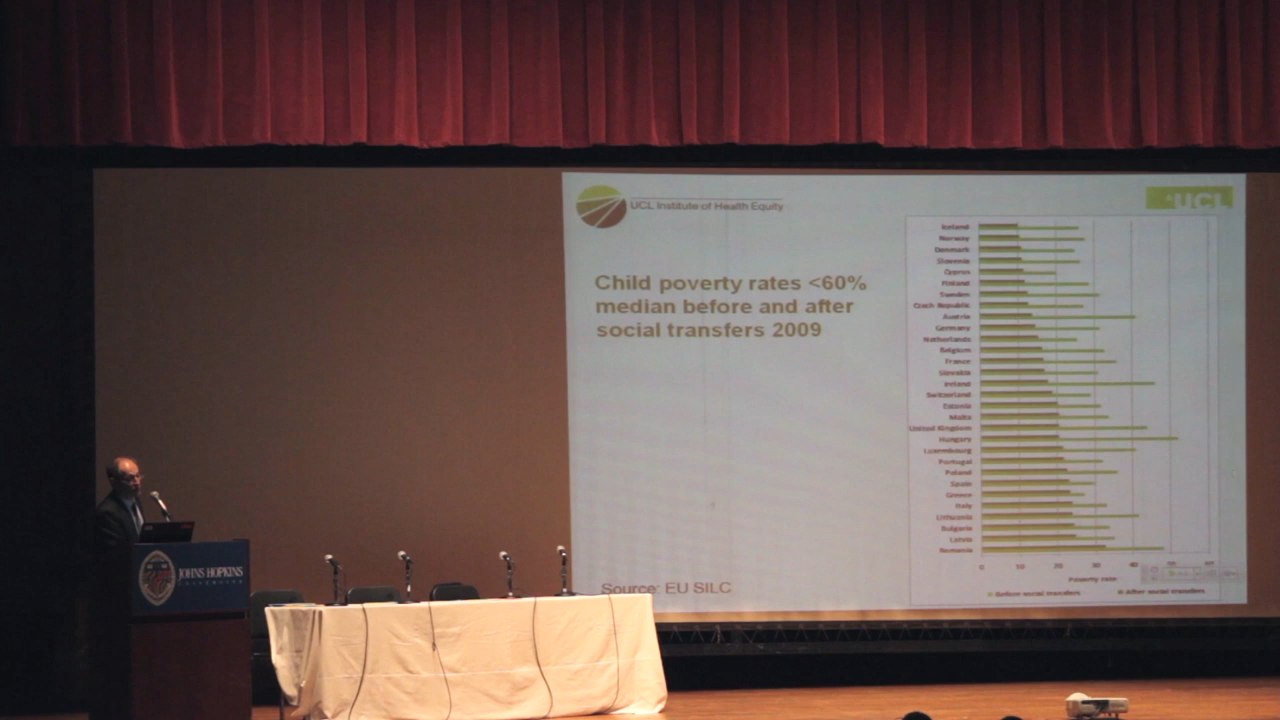 UCL Institute of Health Equity
UCL
Child poverty rates <60%
median before and after
social transfers 2009
Iceland
Norway
Denmark
Slovenia
Cyprus
Finland
Sweden
Czech Republic
Austria
Germany
Netherlands
Belgium
France
Slovakia
Ireland
Switzerland
Estonia
Malta
United Kingdom
Hungary
Luxembourg
Portugal
Poland
Spain
Greece
Italy
Lithuania
Bulgaria
Latvia
Romania
0 10 20 30 40 50 60
Poverty rate
Before social transfers After social transfers
Source: EU SILC
JOHNS HOPKINS
UNIVERSITY